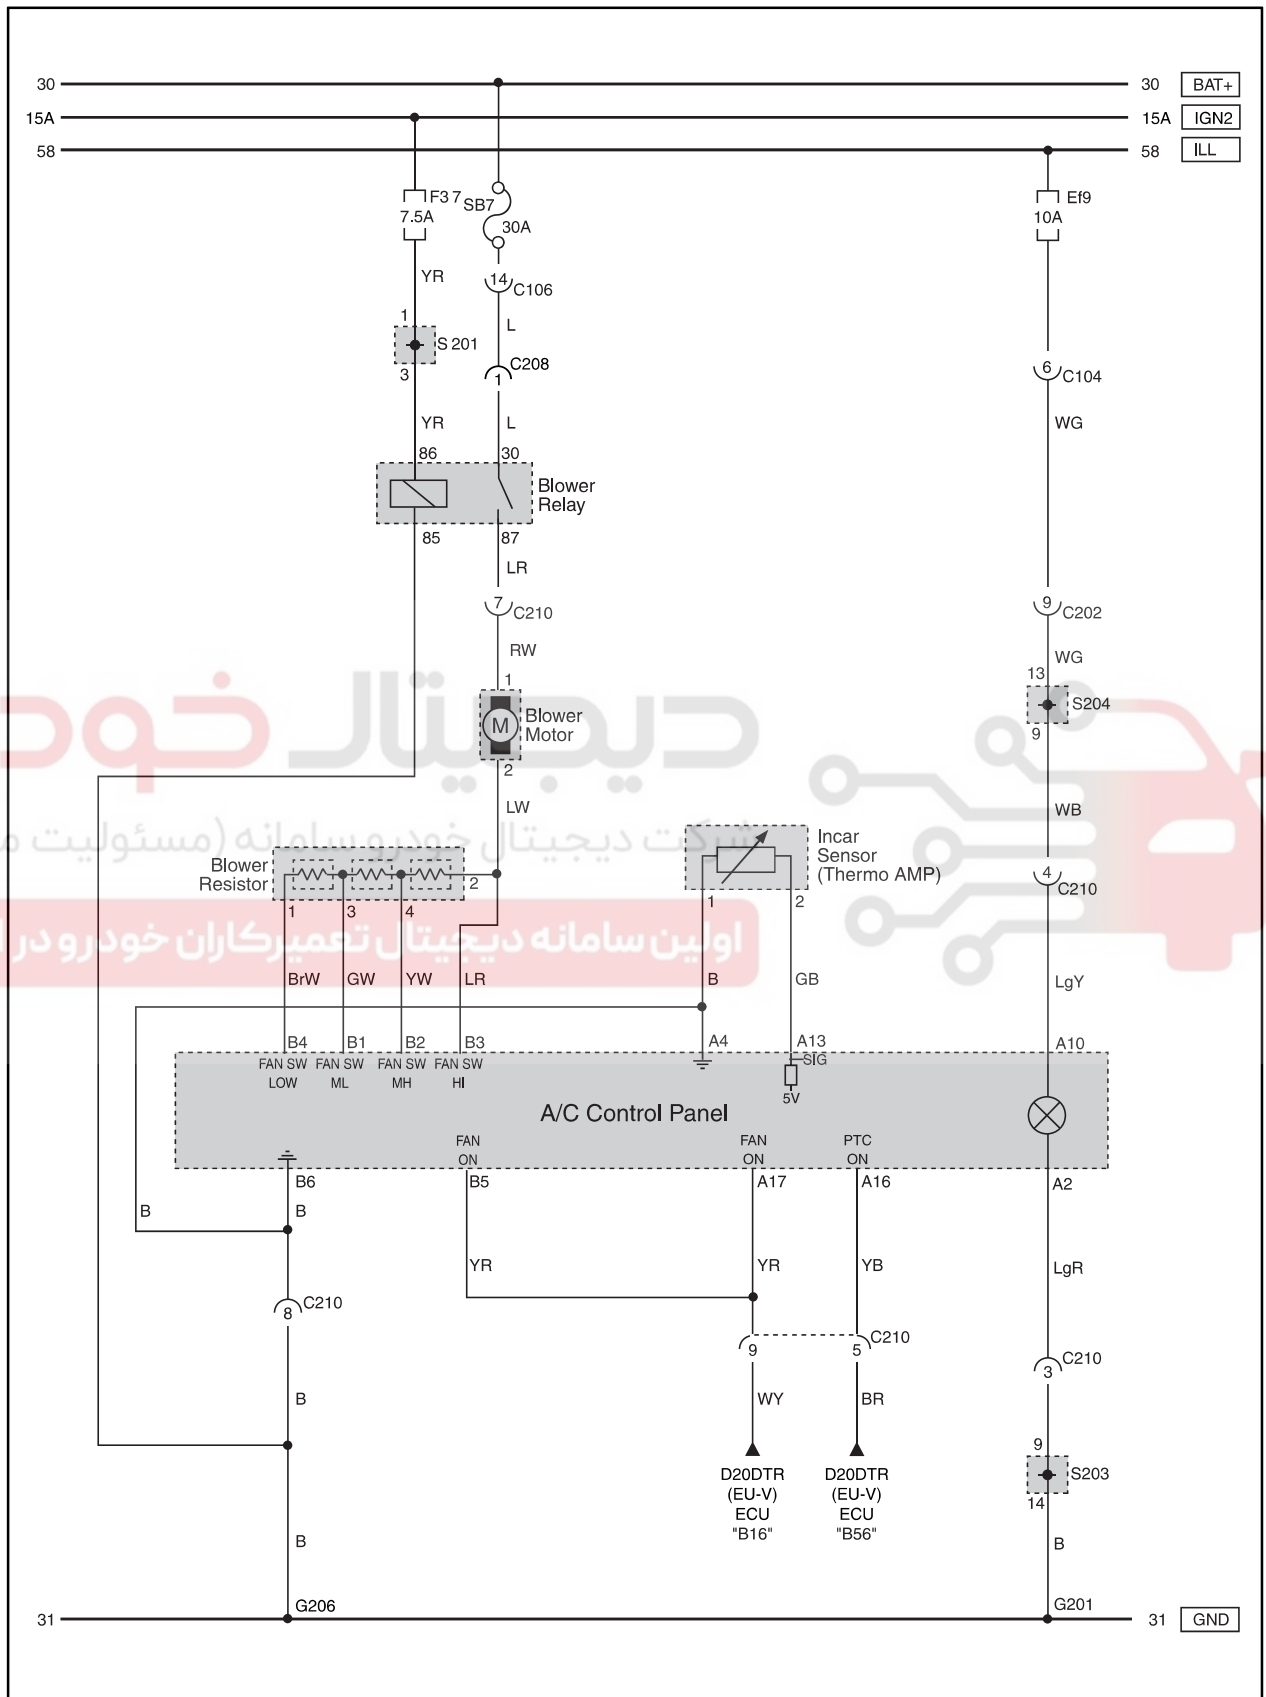 30
30 BAT+
15A
15A IGN2
58
58 ILL
F3 7
7.5A
SB7
30A
Ef9
10A
YR
14
C106
1
L
S 201
C208
1
3
6
C104
YR
L
WG
86
30
Blower
Relay
85
87
LR
7
C210
9
C202
RW
WG
1
13
M
Blower
Motor
S204
2
9
دیجیتال خود
LW
WB
شرکت دیجیتال خودرو سامانه (مسئولیت م
Blower
Resistor
2
Incar
Sensor
(Thermo AMP)
4
C210
1
3
4
1
2
اولین سامانه دیجیتال تعمیرکاران خودرو در ا
BrW
GW
YW
LR
B
GB
LgY
B4
B1
B2
B3
A4
A13
A10
FAN SW
LOW
FAN SW
ML
FAN SW
MH
FAN SW
HI
SIG
5V
A/C Control Panel
FAN
ON
FAN
ON
PTC
ON
B6
B5
A17
A16
A2
B
B
YR
YR
YB
LgR
8
C210
9
5
C210
3
C210
B
WY
BR
9
S203
14
D20DTR
(EU-V)
ECU
"B16"
D20DTR
(EU-V)
ECU
"B56"
B
B
G206
G201
31
31 GND